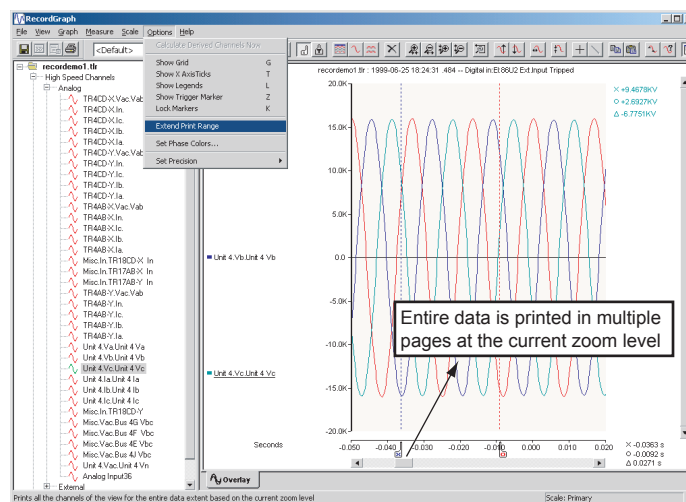 RecordGraph
File View Graph Measure Scale Options Help
<Default>
Calculate Derived Channels Now
Show Grid G
Show X AxisTicks T
Show Legends L
Show Trigger Marker Z
Lock Markers K
Extend Print Range
Set Phase Colors...
Set Precision
recordemo1.tlr
High Speed Channels
Analog
TR4CD-X.Vac.Vab
TR4CD-X.In.
TR4CD-X.Ic.
TR4CD-X.Ib.
TR4CD-X.Ia.
TR4CD-Y.Vac.Vab
TR4CD-Y.In.
TR4CD-Y.Ic.
TR4CD-Y.Ib.
TR4CD-Y.Ia.
TR4AB-X.Vac.Vab
TR4AB-X.In.
TR4AB-X.Ic.
TR4AB-X.Ib.
TR4AB-X.Ia.
Misc.In.TR18CD-X In
Misc.In.TR17AB-X In
Misc.In.TR17AB-Y In
TR4AB-Y.Vac.Vab
TR4AB-Y.In.
TR4AB-Y.Ic.
TR4AB-Y.Ib.
TR4AB-Y.Ia.
Unit 4.Va.Unit 4 Va
Unit 4.Vb.Unit 4 Vb
Unit 4.Vc.Unit 4 Vc
Unit 4.Ia.Unit 4 Ia
Unit 4.Ib.Unit 4 Ib
Unit 4.Ic.Unit 4 Ic
Misc.In.TR18CD-Y
Misc.Vac.Bus 4G Vbc
Misc.Vac.Bus 4F Vbc
Misc.Vac.Bus 4E Vbc
Misc.Vac.Bus 4J Vbc
Unit 4.Vac.Unit 4 Vn
Analog Input36
External
recordemo1.tlr : 1999-06-25 18:24:31 .484 -- Digital in:El:86U2 Ext.Input Tripped
20.0K
15.0K
10.0K
5.0K
0.0
-5.0K
-10.0K
-15.0K
-20.0K
× +9.4678KV
O +2.6927KV
Δ -6.7751KV
Unit 4.Vb.Unit 4 Vb
Unit 4.Vc.Unit 4 Vc
Entire data is printed in multiple
pages at the current zoom level
Seconds
-0.050 -0.040 -0.030 -0.020 -0.010 0.000 0.010 0.020
× -0.0363 s
O -0.0092 s
Δ 0.0271 s
Overlay
Prints all the channels of the view for the entire data extent based on the current zoom level
Scale: Primary